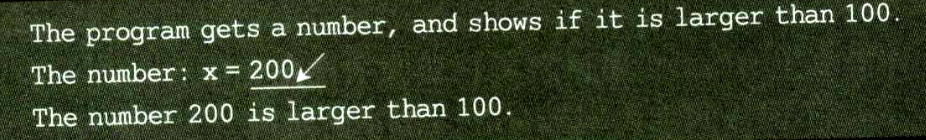 The program gets a number, and shows if it is larger than 100.
The number: x = 200↙
The number 200 is larger than 100.